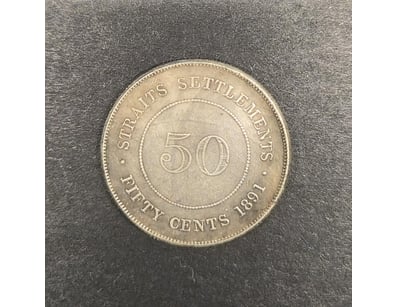 STRAITS SETTLEMENTS
50
· FIFTY CENTS 1891 ·